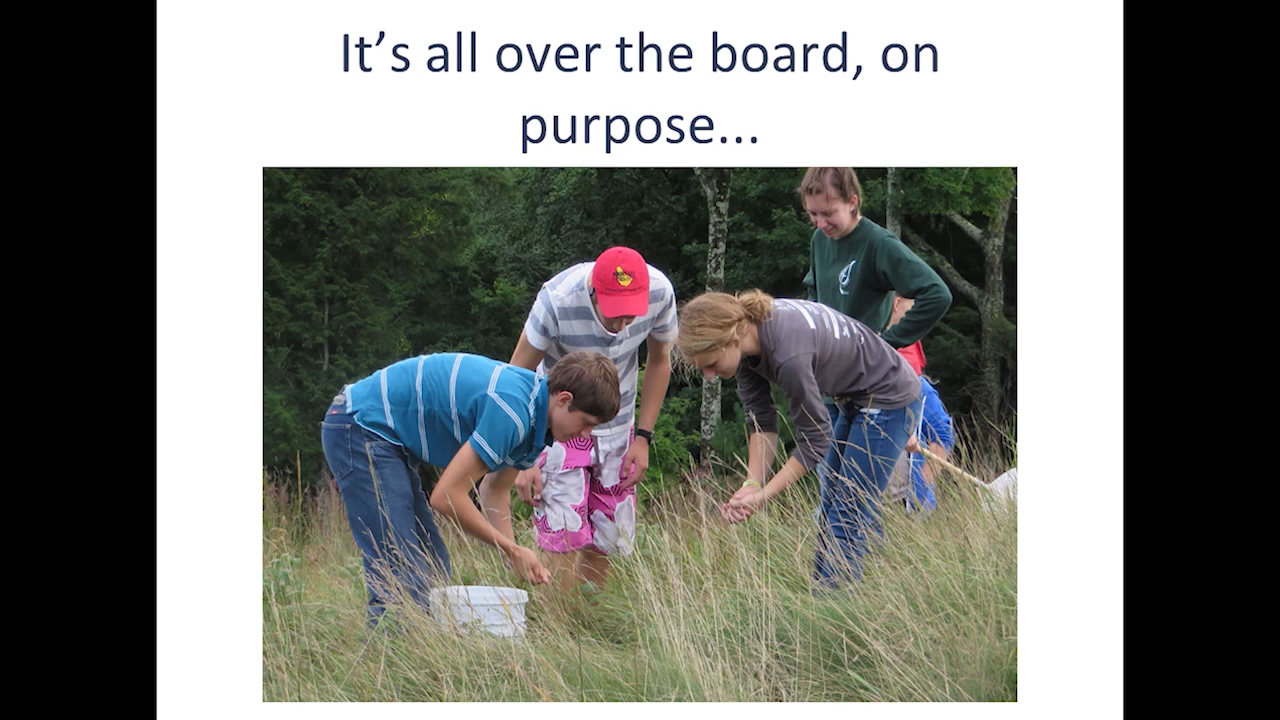 It’s all over the board, on
purpose...